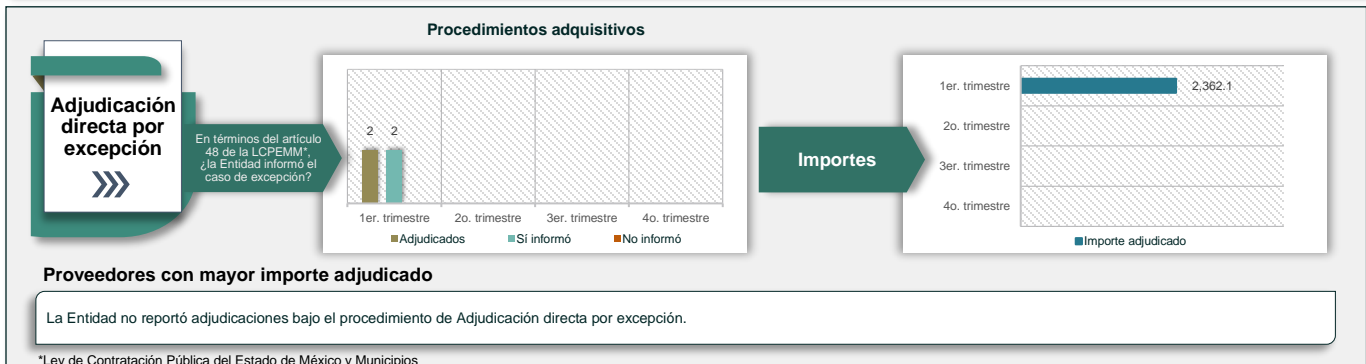 Procedimientos adquisitivos
Adjudicación
directa por
excepción
En términos del artículo
48 de la LCPEMM*,
¿la Entidad informó el
caso de excepción?
2 2
1er. trimestre 2o. trimestre 3er. trimestre 4o. trimestre
Adjudicados Sí informó No informó
Importes
1er. trimestre 2,362.1
2o. trimestre
3er. trimestre
4o. trimestre
Importe adjudicado
Proveedores con mayor importe adjudicado
La Entidad no reportó adjudicaciones bajo el procedimiento de Adjudicación directa por excepción.
*Ley de Contratación Pública del Estado de México y Municipios